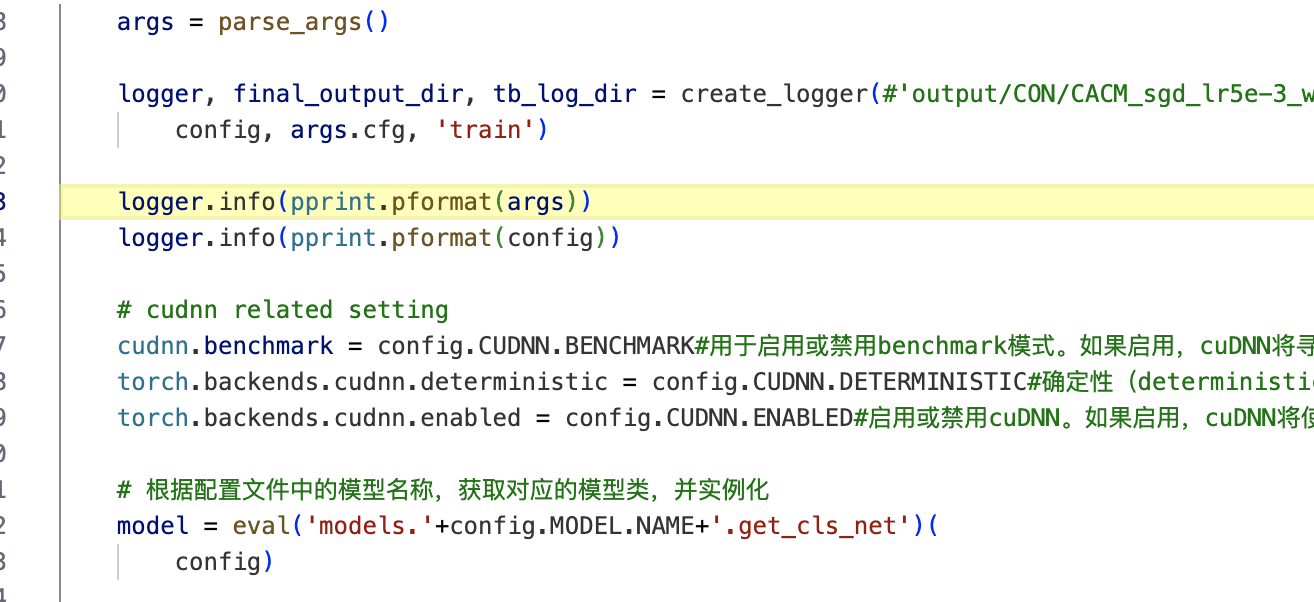 args = parse_args()
logger, final_output_dir, tb_log_dir = create_logger(#'output/CON/CACM_sgd_lr5e-3_w
config, args.cfg, 'train')
logger.info(pprint.pformat(args))
logger.info(pprint.pformat(config))
# cudnn related setting
cudnn.benchmark = config.CUDNN.BENCHMARK#用于启用或禁用benchmark模式。如果启用，cuDNN将寻
torch.backends.cudnn.deterministic = config.CUDNN.DETERMINISTIC#确定性（deterministi
torch.backends.cudnn.enabled = config.CUDNN.ENABLED#启用或禁用cuDNN。如果启用，cuDNN将使
# 根据配置文件中的模型名称，获取对应的模型类，并实例化
model = eval('models.'+config.MODEL.NAME+'.get_cls_net')(
config)